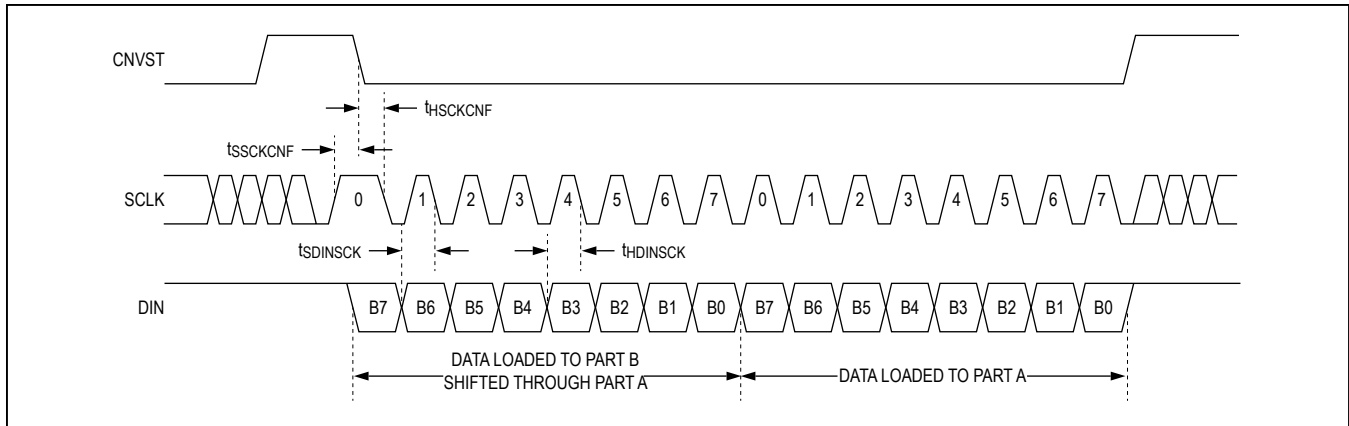 CNVST
tHSCKCNF
tSSCKCNF
SCLK 0 1 2 3 4 5 6 7 0 1 2 3 4 5 6 7
tSDINSCK tHDINSCK
DIN B7 B6 B5 B4 B3 B2 B1 B0 B7 B6 B5 B4 B3 B2 B1 B0
DATA LOADED TO PART B
SHIFTED THROUGH PART A
DATA LOADED TO PART A